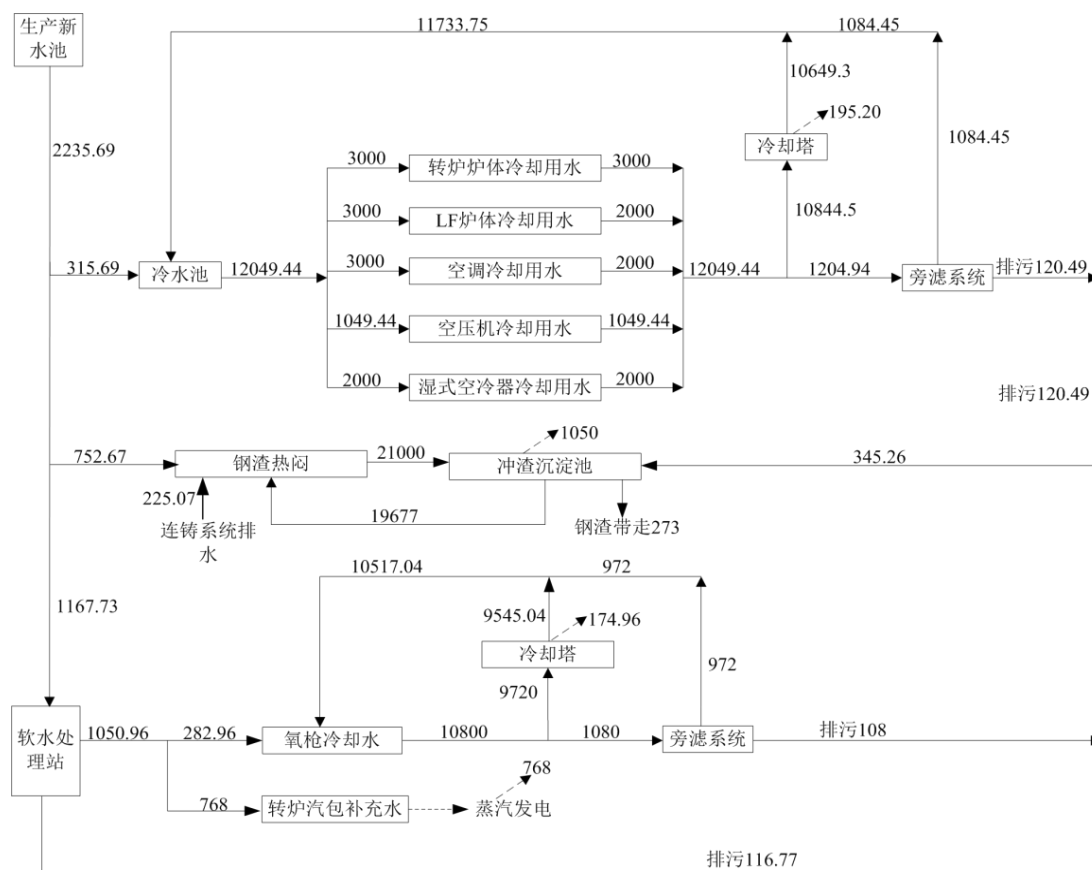 生产新
水池
11733.75
1084.45
10649.3
195.20
2235.69
冷却塔
1084.45
3000
转炉炉体冷却用水
3000
10844.5
3000
LF炉体冷却用水
2000
315.69
冷水池
12049.44
3000
空调冷却用水
2000
12049.44
1204.94
旁滤系统
排污120.49
1049.44
空压机冷却用水
1049.44
2000
湿式空冷器冷却用水
2000
排污120.49
1050
752.67
钢渣热闷
21000
冲渣沉淀池
345.26
225.07
19677
连铸系统排
水
钢渣带走273
10517.04
972
1167.73
9545.04
174.96
冷却塔
972
9720
软水处
理站
1050.96
282.96
氧枪冷却水
10800
1080
旁滤系统
排污108
768
768
转炉汽包补充水
蒸汽发电
排污116.77